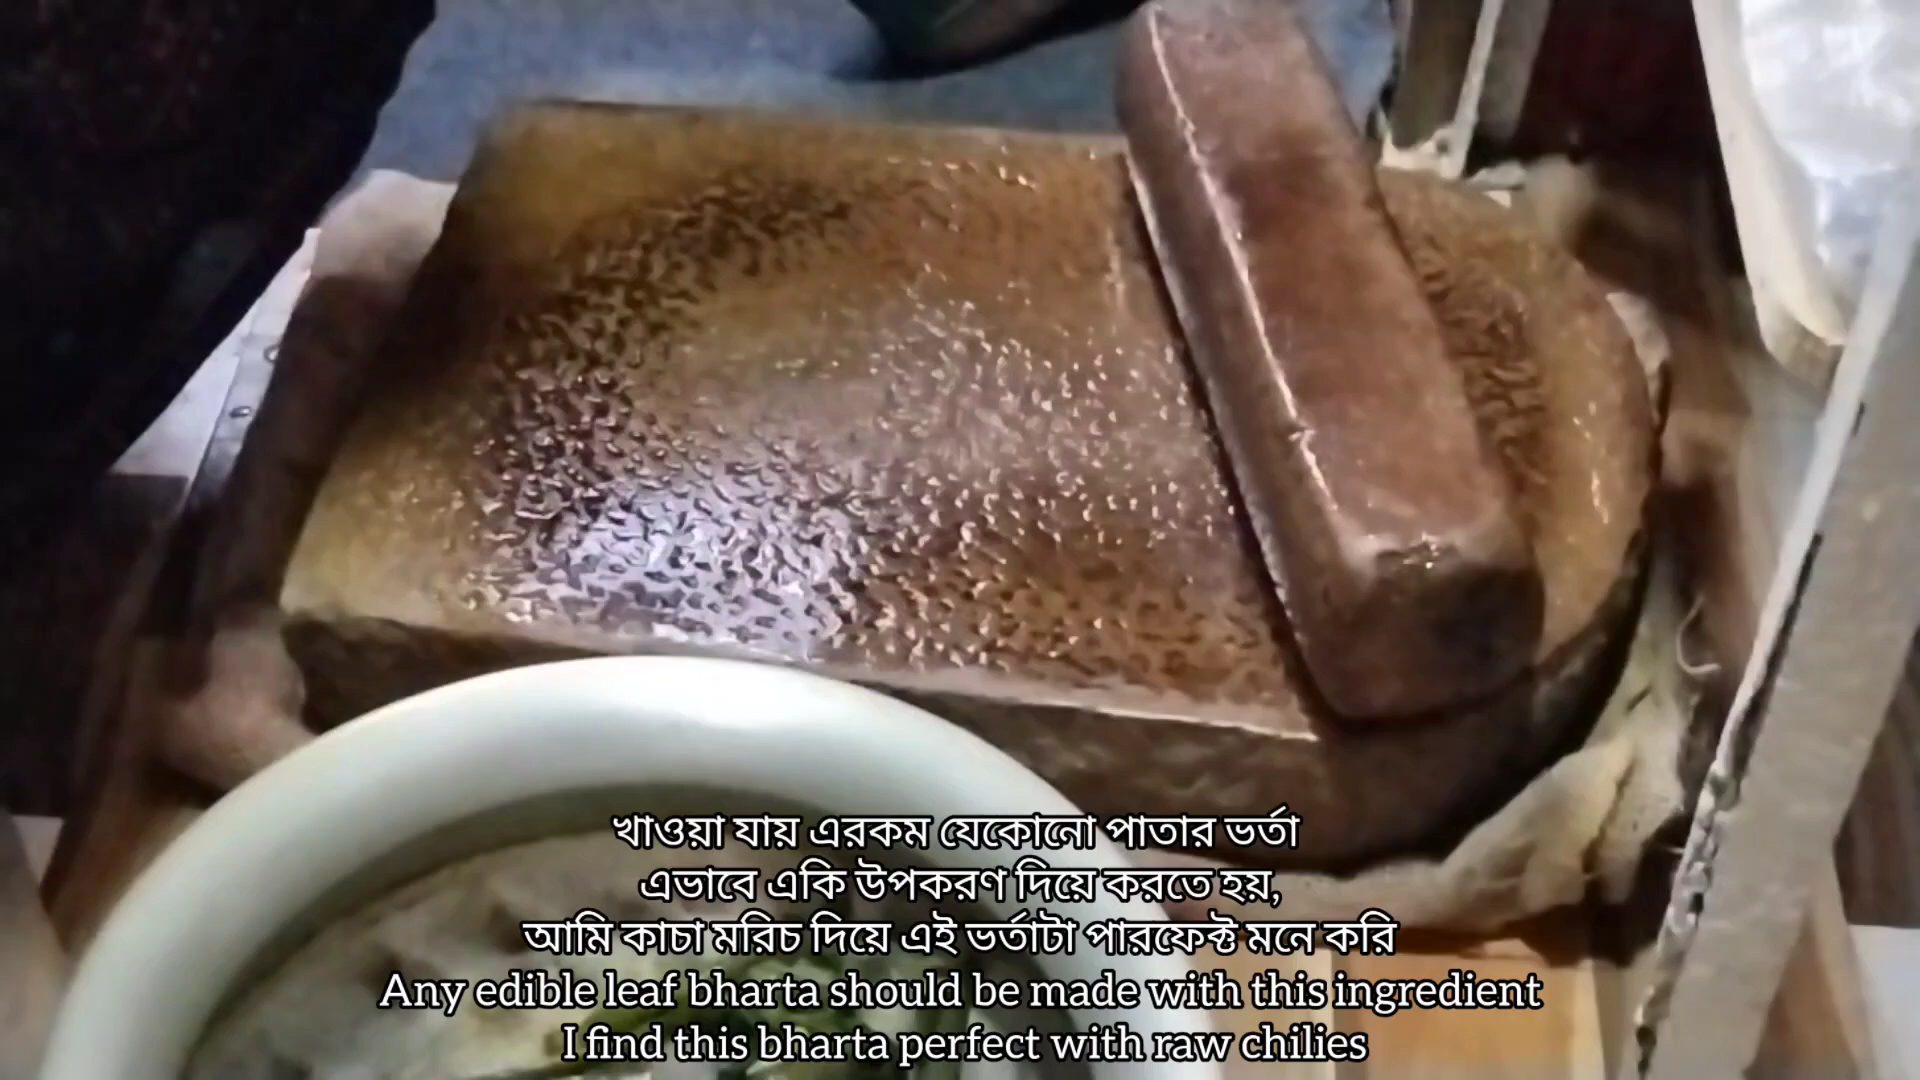 খাওয়া যায় এরকম যেকোনো পাতার ভর্তা
এভাবে একি উপকরণ দিয়ে করতে হয়,
আমি কাচা মরিচ দিয়ে এই ভর্তাটা পারফেক্ট মনে করি
Any edible leaf bharta should be made with this ingredient
I find this bharta perfect with raw chilies